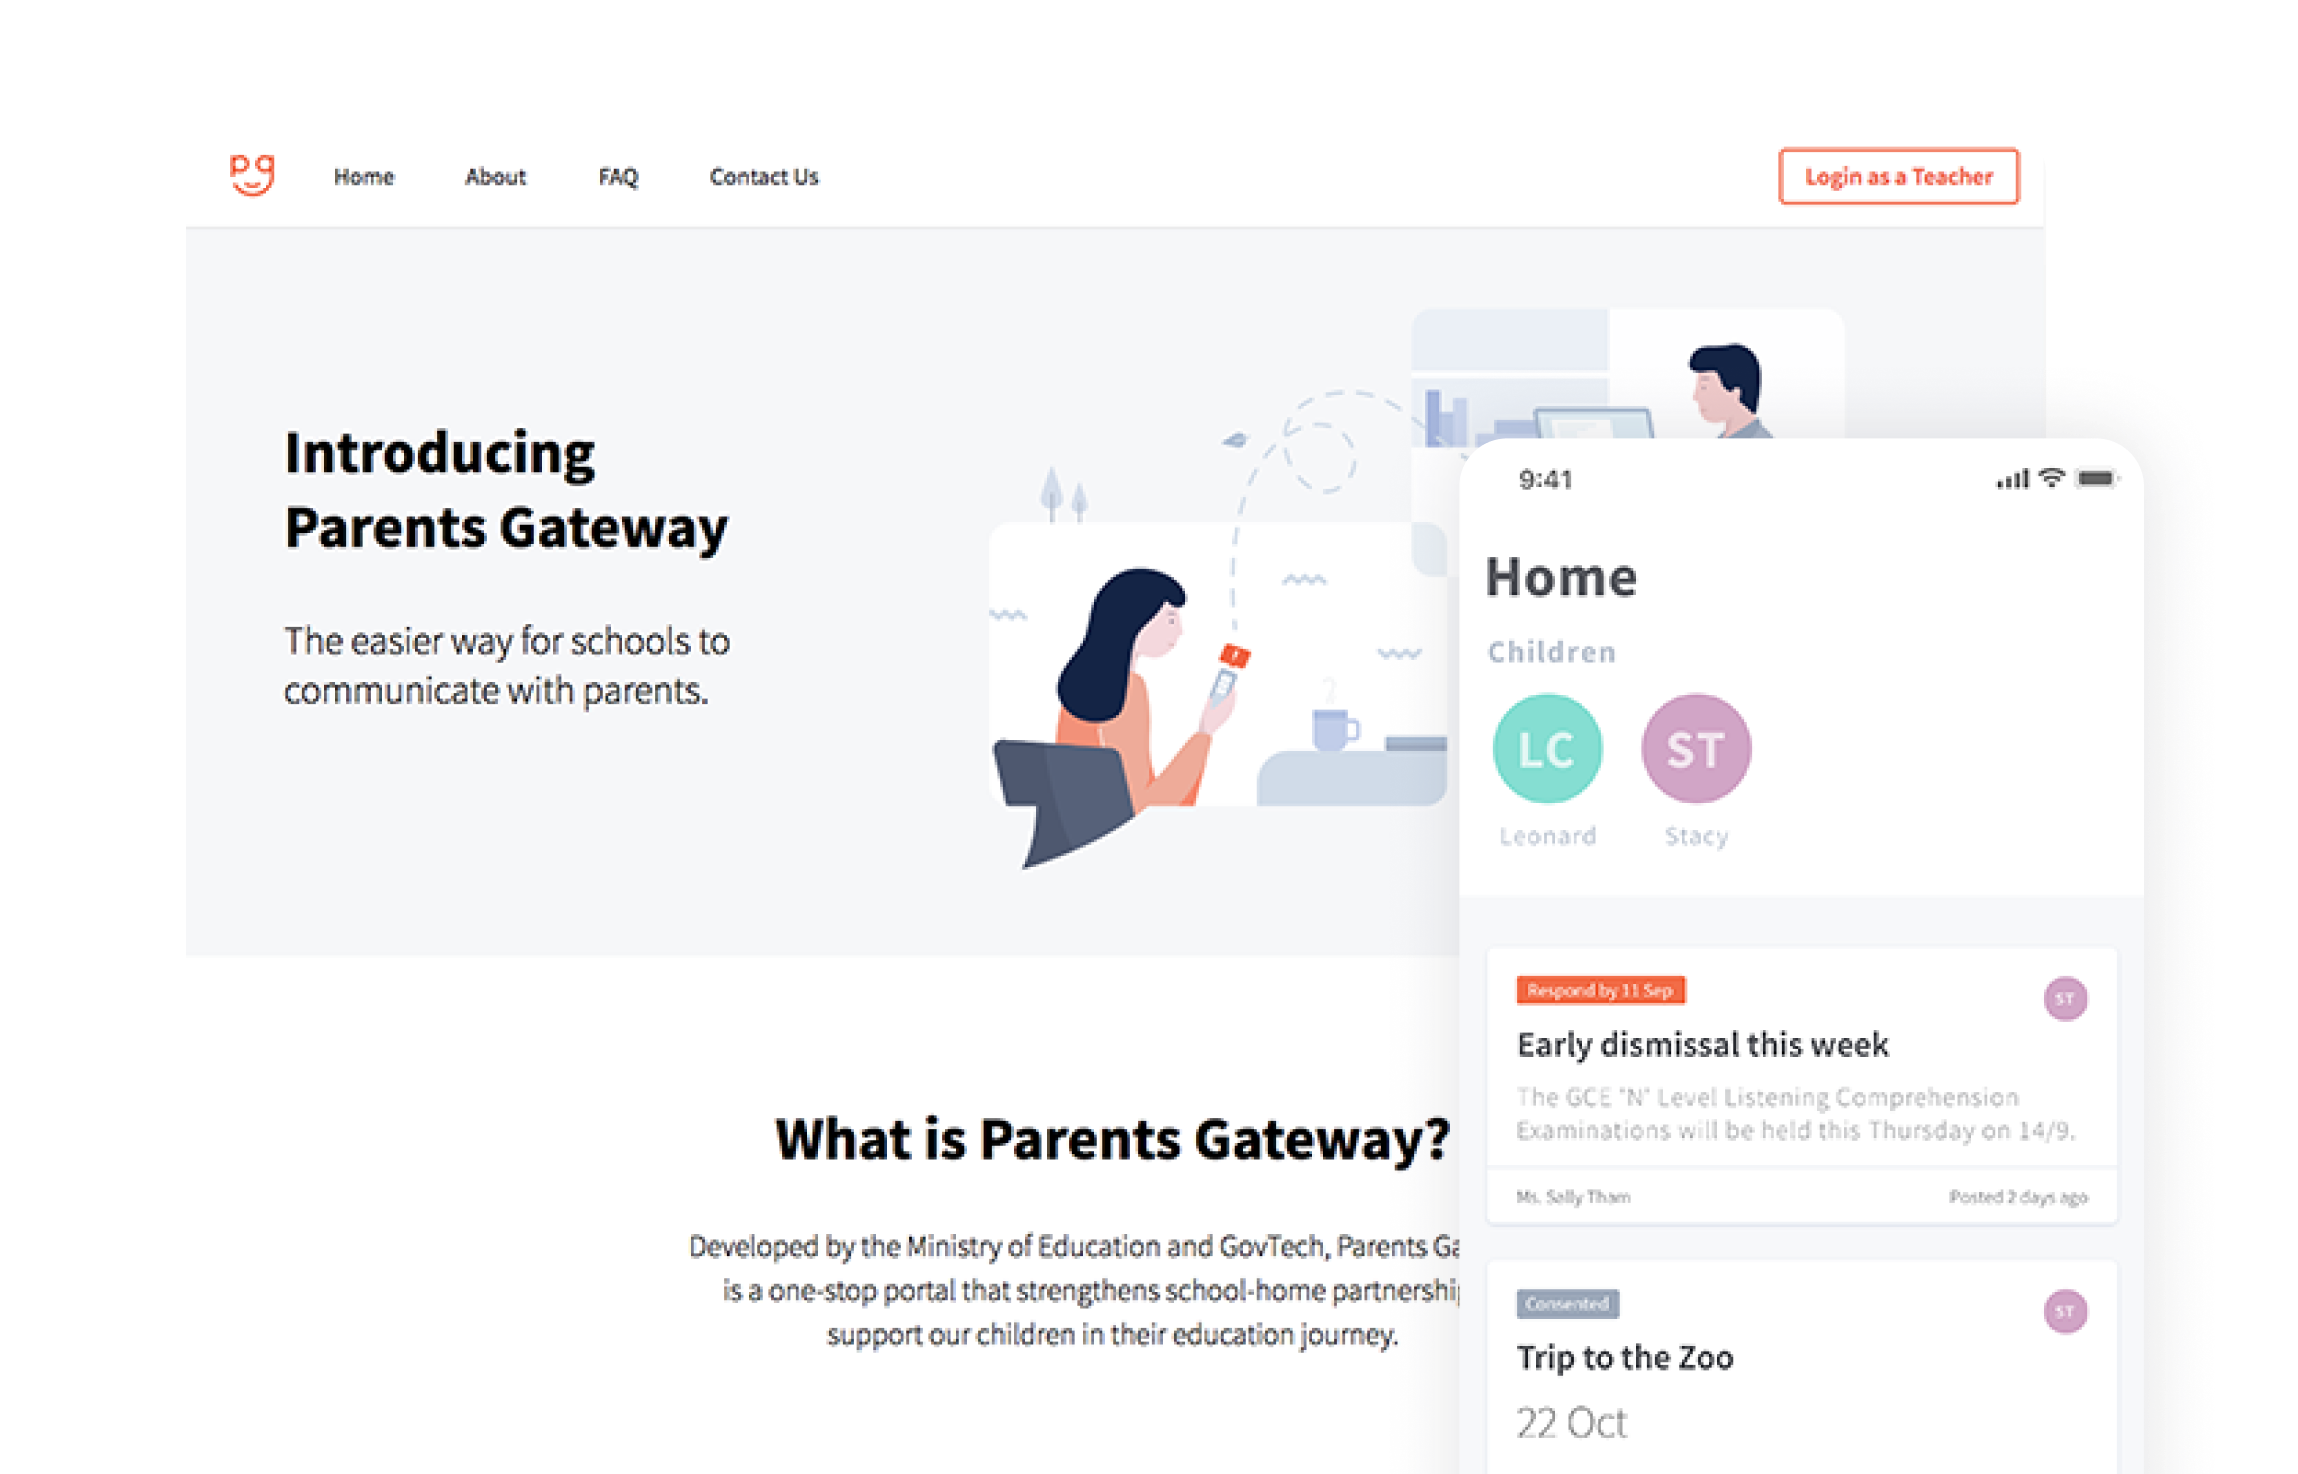 pg
Home
About
FAQ
Contact Us
Login as a Teacher
Introducing
Parents Gateway
The easier way for schools to
communicate with parents.
What is Parents Gateway?
Developed by the Ministry of Education and GovTech, Parents
is a one-stop portal that strengthens school-home
support our children in their education journey.
9:41
Home
Children
LC
ST
Leonard
Stacy
Respond by 11 Sep
ST
Early dismissal this week
The GCE "N" Level Listening Comprehension
Examinations will be held this Thursday on 14/9.
Ms. Sally Tham
Posted 2 days ago
Consented
ST
Trip to the Zoo
22 Oct